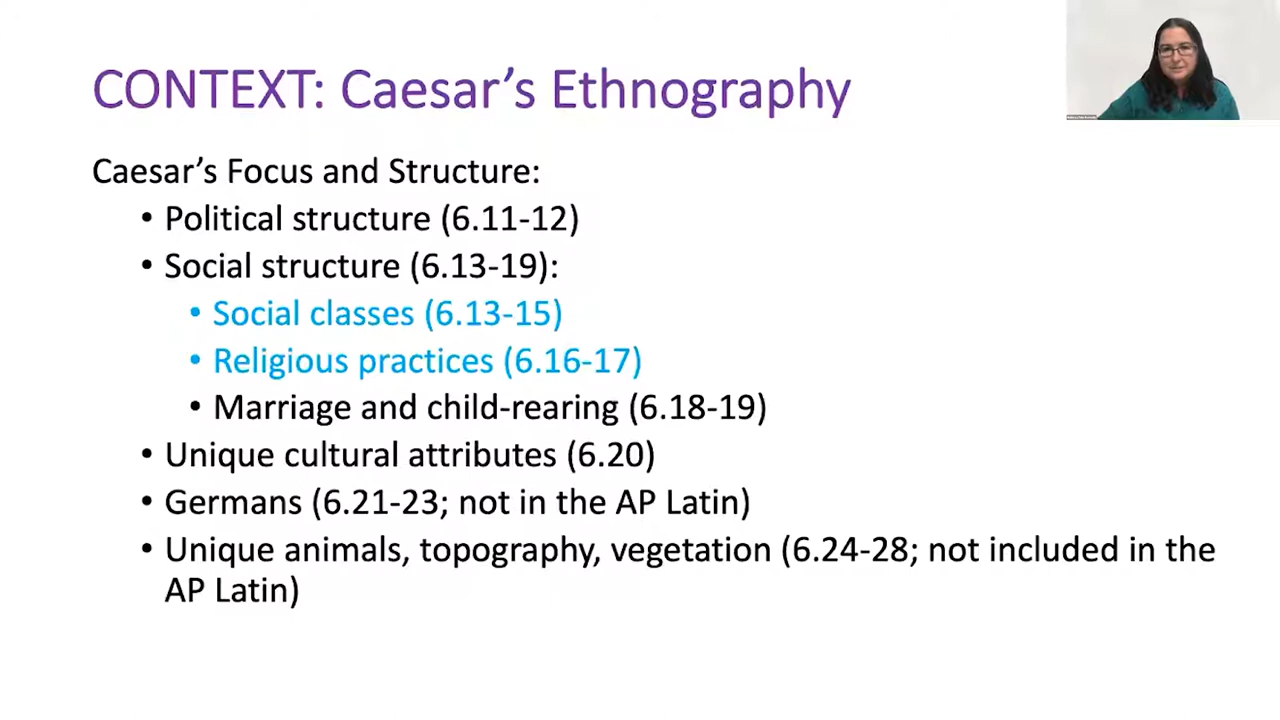 CONTEXT: Caesar's Ethnography
Caesar's Focus and Structure:
• Political structure (6.11-12)
• Social structure (6.13-19):
• Social classes (6.13-15)
• Religious practices (6.16-17)
• Marriage and child-rearing (6.18-19)
• Unique cultural attributes (6.20)
• Germans (6.21-23; not in the AP Latin)
• Unique animals, topography, vegetation (6.24-28; not included in the
AP Latin)